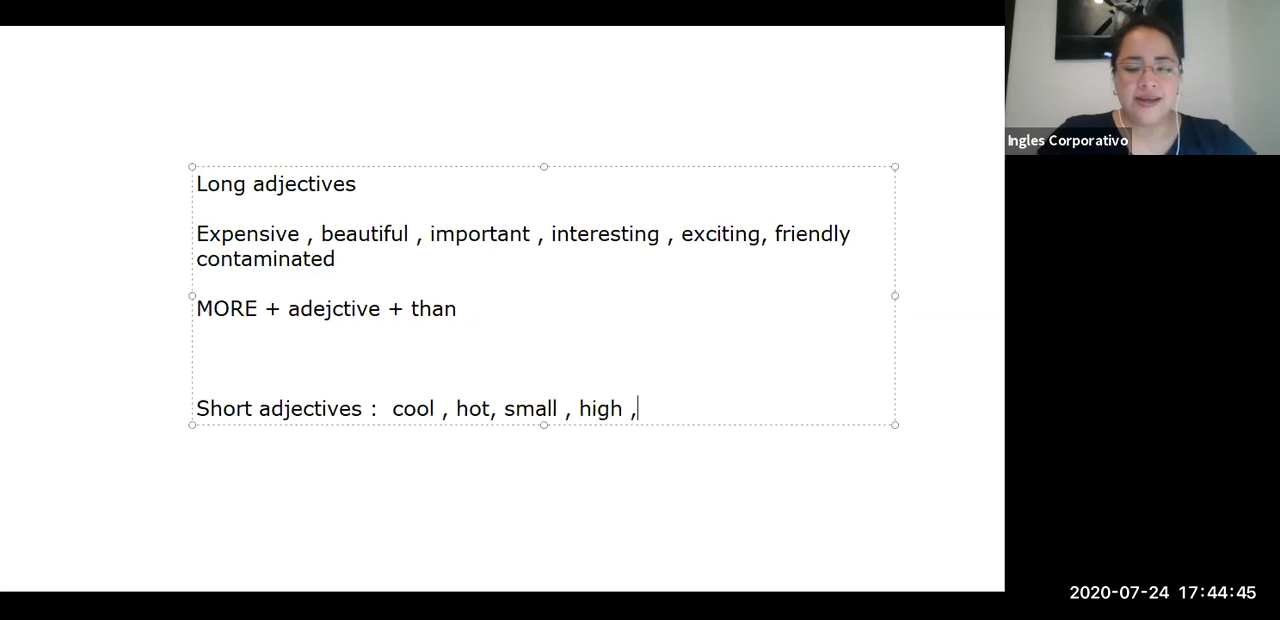 Long adjectives
Expensive , beautiful , important , interesting , exciting, friendly
contaminated
MORE + adejctive + than
Short adjectives :  cool , hot, small , high ,
Ingles Corporativo
2020-07-24 17:44:45